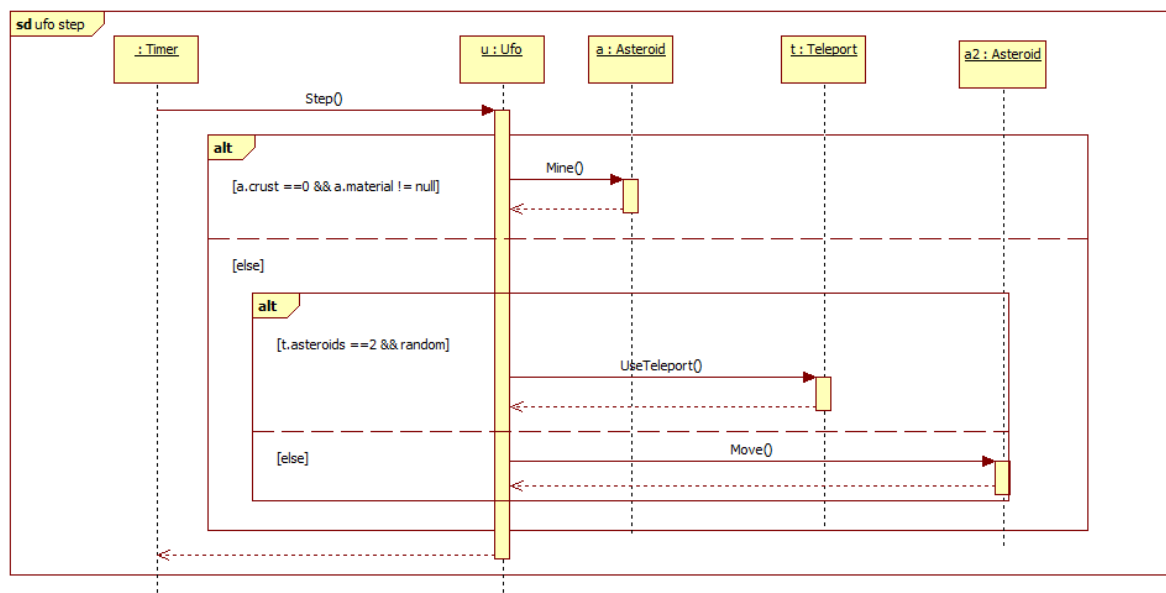 sd ufo step
: Timer
u : Ufo
a : Asteroid
t : Teleport
a2 : Asteroid
Step()
alt
Mine()
[a.crust ==0 && a.material != null]
[else]
alt
[t.asteroids ==2 && random]
UseTeleport()
[else]
Move()